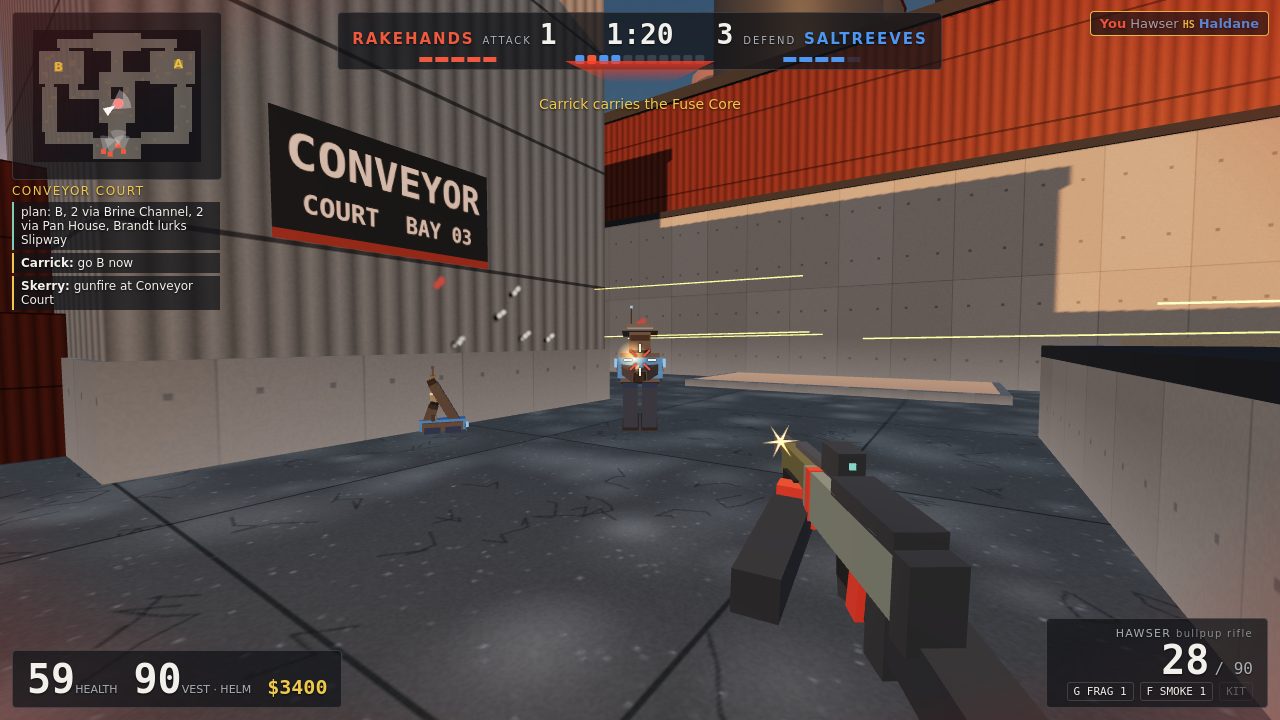 B
A
CONVEYOR COURT
plan: B, 2 via Brine Channel, 2
via Pan House, Brandt lurks
Slipway
Carrick: go B now
Skerry: gunfire at Conveyor
Court
RAKEHANDS ATTACK 1 1:20 3 DEFEND SALTREEVES
Carrick carries the Fuse Core
You Hawser HS Haldane
CONVEYOR
COURT BAY 03
59 HEALTH 90 VEST · HELM $3400
HAWSER bullpup rifle
28 / 90
G FRAG 1 F SMOKE 1 KIT